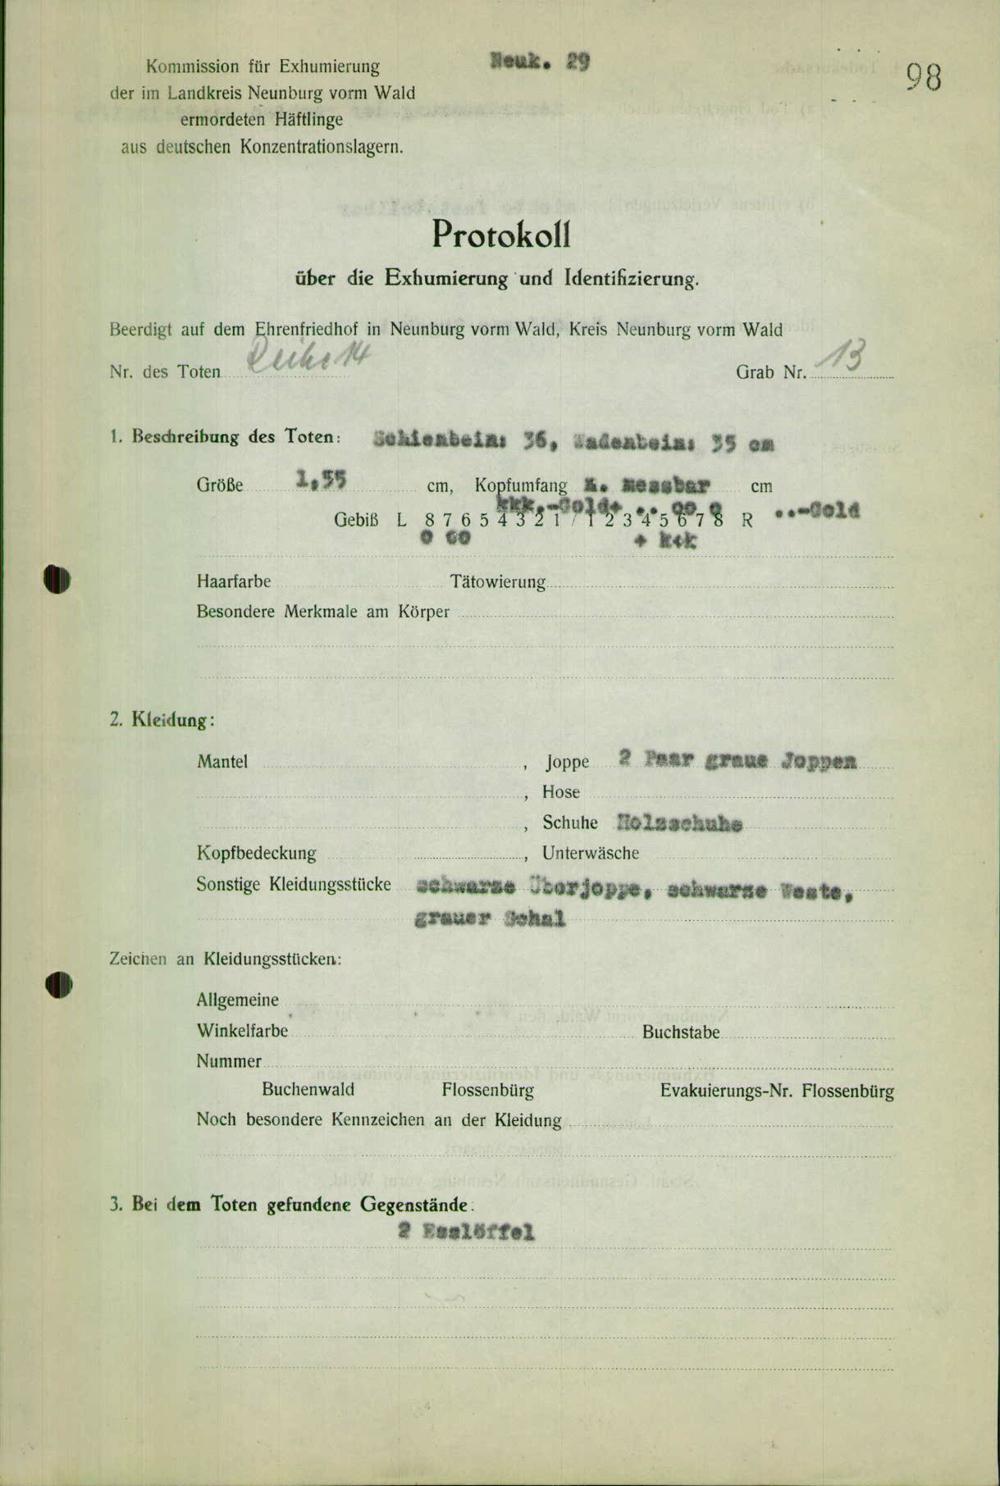 Kommission für Exhumierung
der im Landkreis Neunburg vorm Wald
ermordeten Häftlinge
aus deutschen Konzentrationslagern.
Neuk. 29
98
Protokoll
über die Exhumierung und Identifizierung.
Beerdigt auf dem Ehrenfriedhof in Neunburg vorm Wald, Kreis Neunburg vorm Wald
Nr. des Toten Reihe 14 Grab Nr. 13
1. Beschreibung des Toten: Schienbein: 36, Wadenbein: 35 cm
Größe 1,55 cm, Kopfumfang n. messbar cm
kkk.-Gold+ ..-Gold
Gebiß L 8 7 6 5 4 3 2 1 / 1 2 3 4 5 6 7 8 R
+ k+k
Haarfarbe Tätowierung
Besondere Merkmale am Körper
2. Kleidung:
Mantel , Joppe 2 Paar graue Joppen
, Hose
, Schuhe Holzschuhe
Kopfbedeckung , Unterwäsche
Sonstige Kleidungsstücke schwarze Überjoppe, schwarze Weste,
grauer Schal
Zeichen an Kleidungsstücken:
Allgemeine
Winkelfarbe Buchstabe
Nummer
Buchenwald Flossenbürg Evakuierungs-Nr. Flossenbürg
Noch besondere Kennzeichen an der Kleidung
3. Bei dem Toten gefundene Gegenstände:
2 Esslöffel